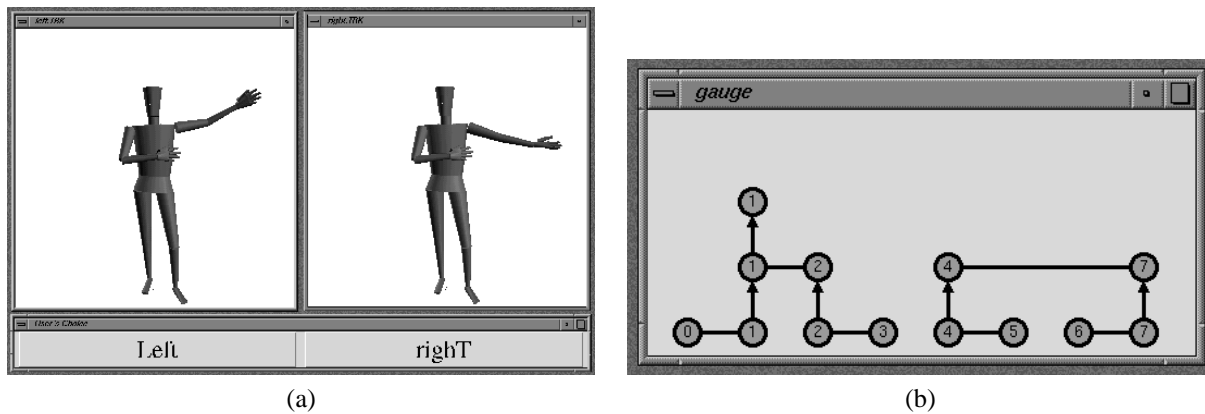 left.TRK
right.TRK
User's Choice
Left
righT
(a)
gauge
1
1 2 4 7
0 1 2 3 4 5 6 7
(b)